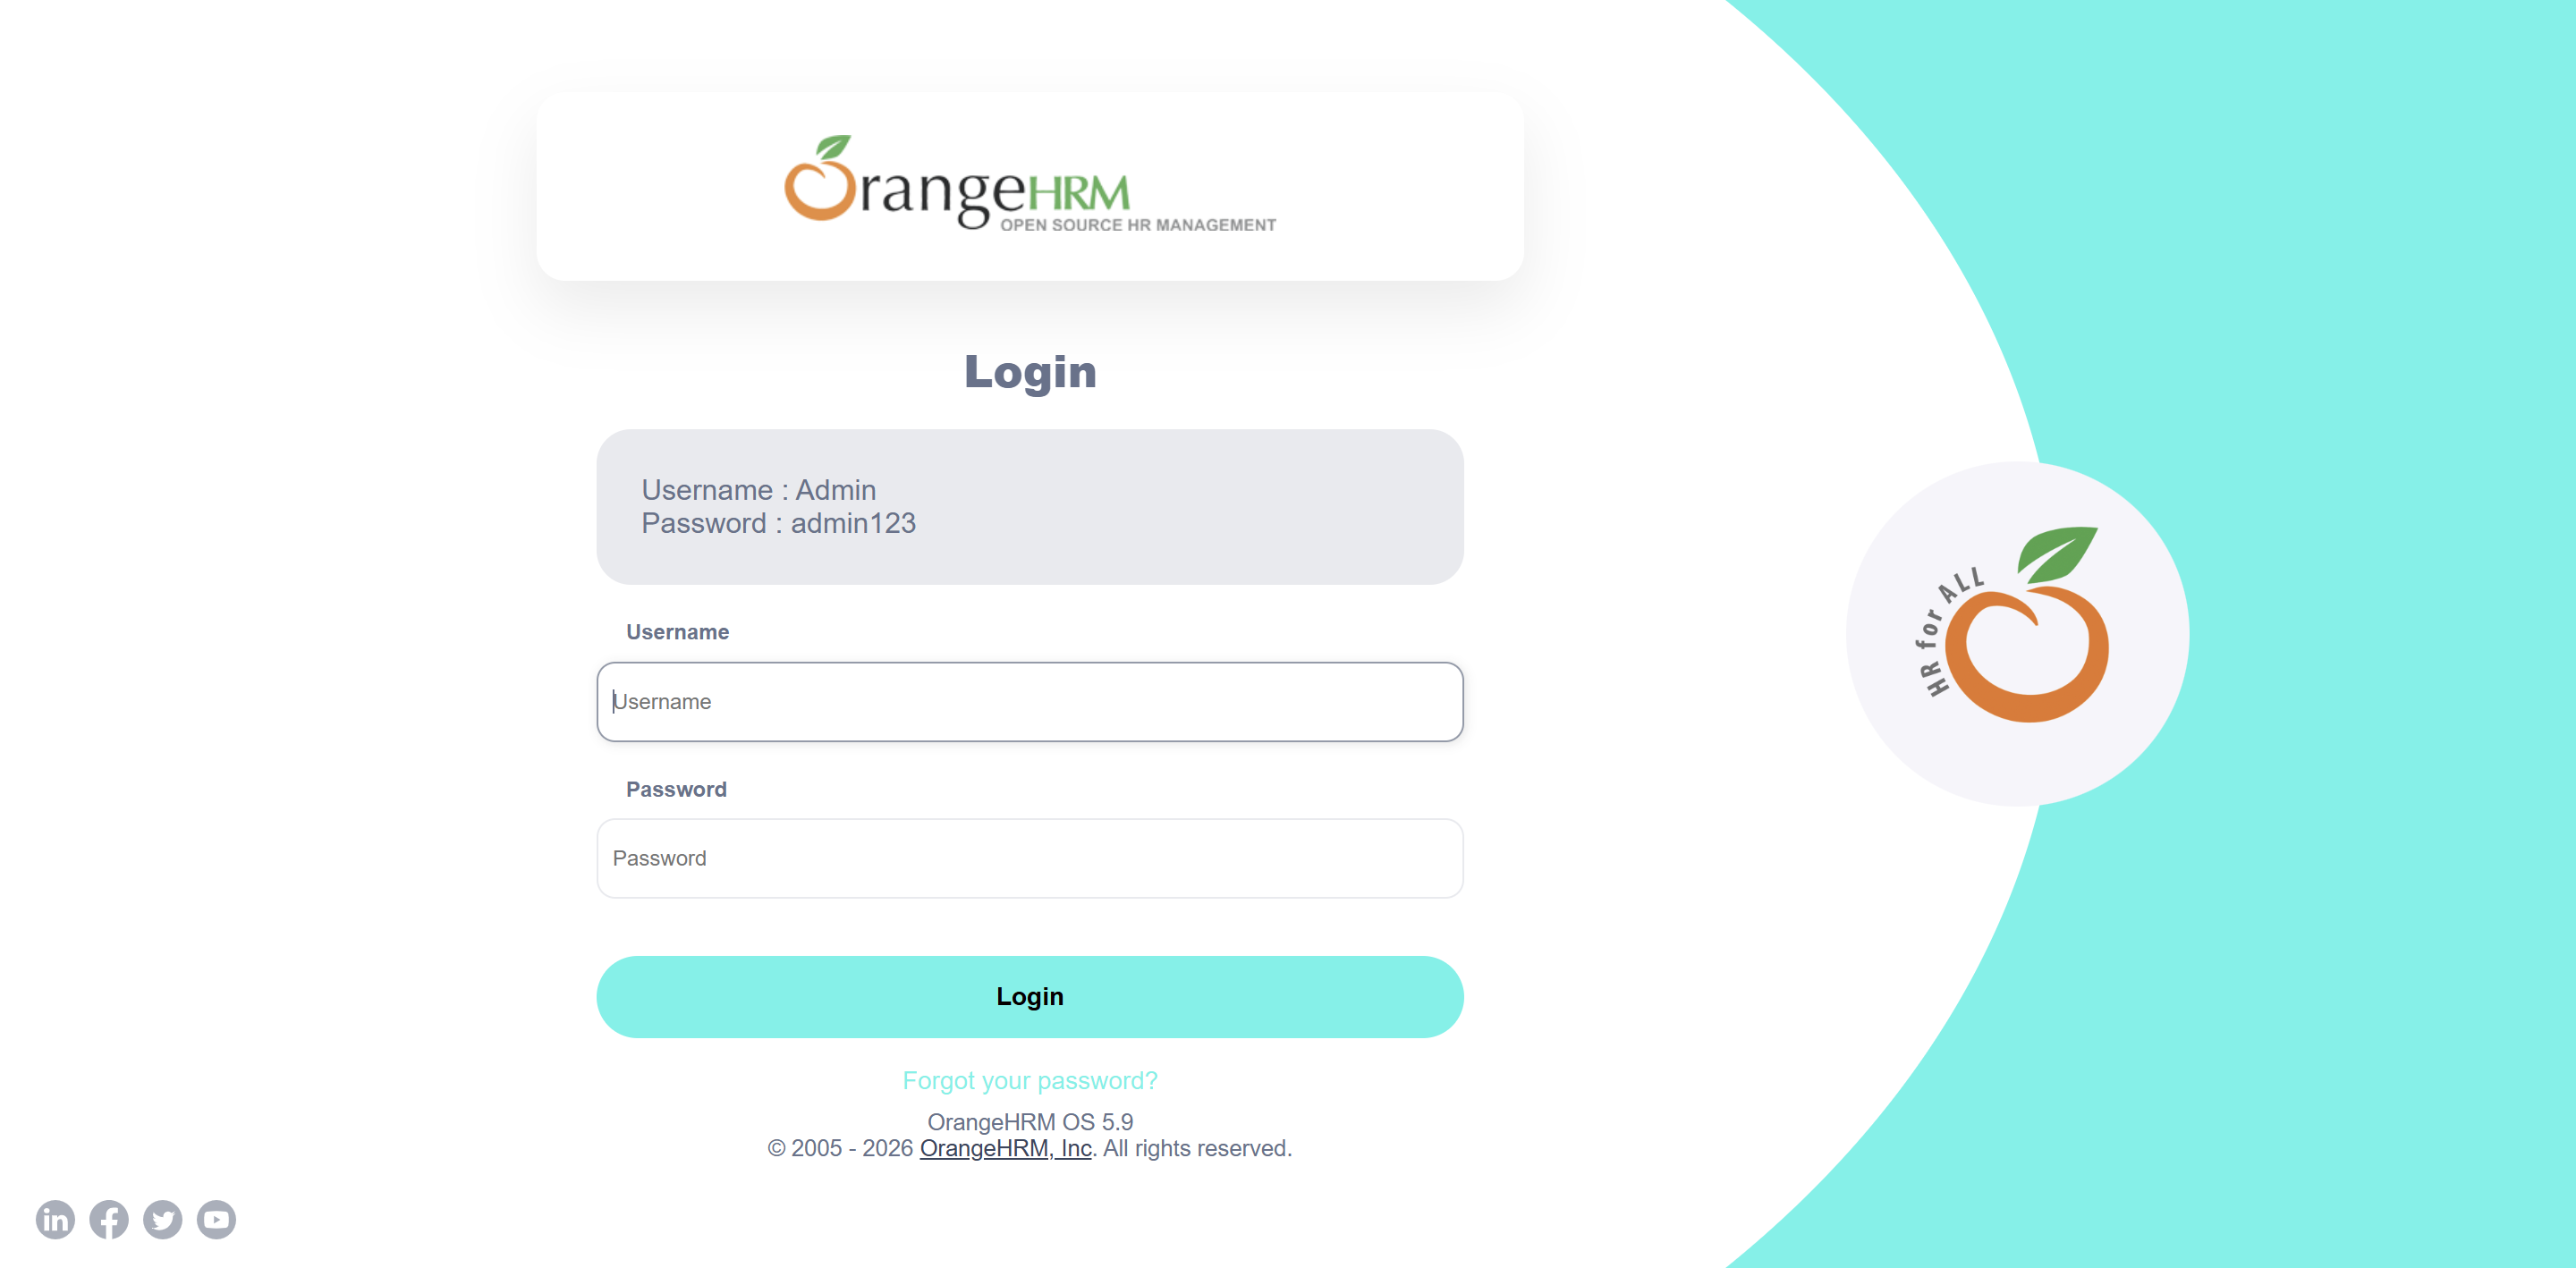 OrangeHRM
OPEN SOURCE HR MANAGEMENT
Login
Username : Admin
Password : admin123
Username
Username
Password
Password
Login
Forgot your password?
OrangeHRM OS 5.9
© 2005 - 2026 OrangeHRM, Inc. All rights reserved.
HR for ALL
in